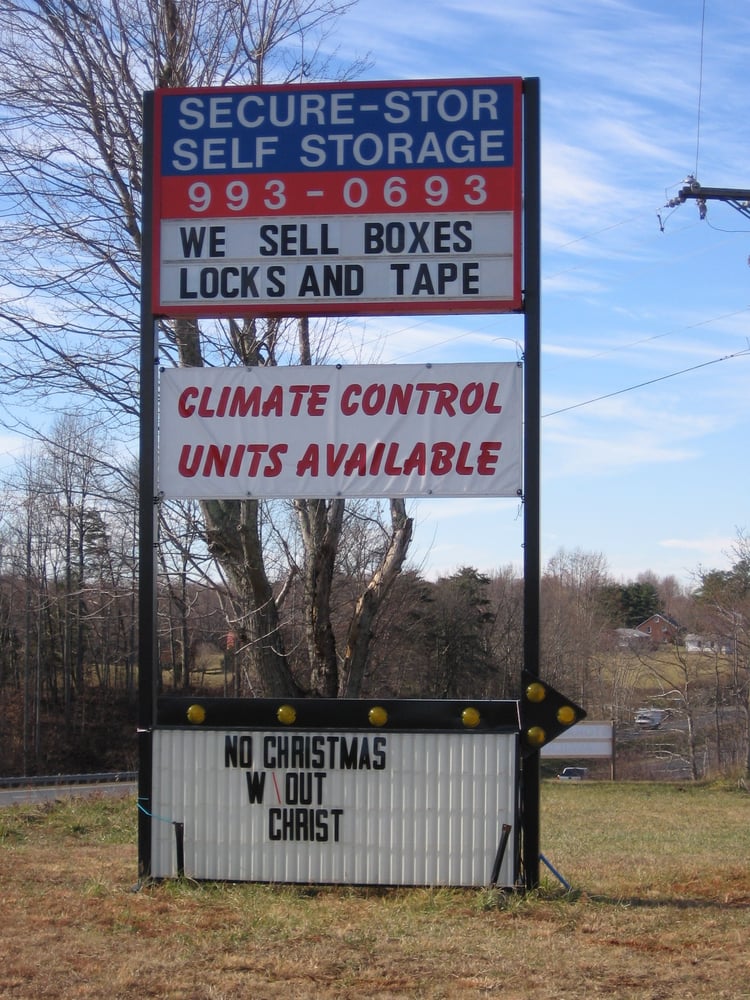 SECURE-STOR
SELF STORAGE
993-0693
WE SELL BOXES
LOCKS AND TAPE
CLIMATE CONTROL
UNITS AVAILABLE
NO CHRISTMAS
W\OUT
CHRIST